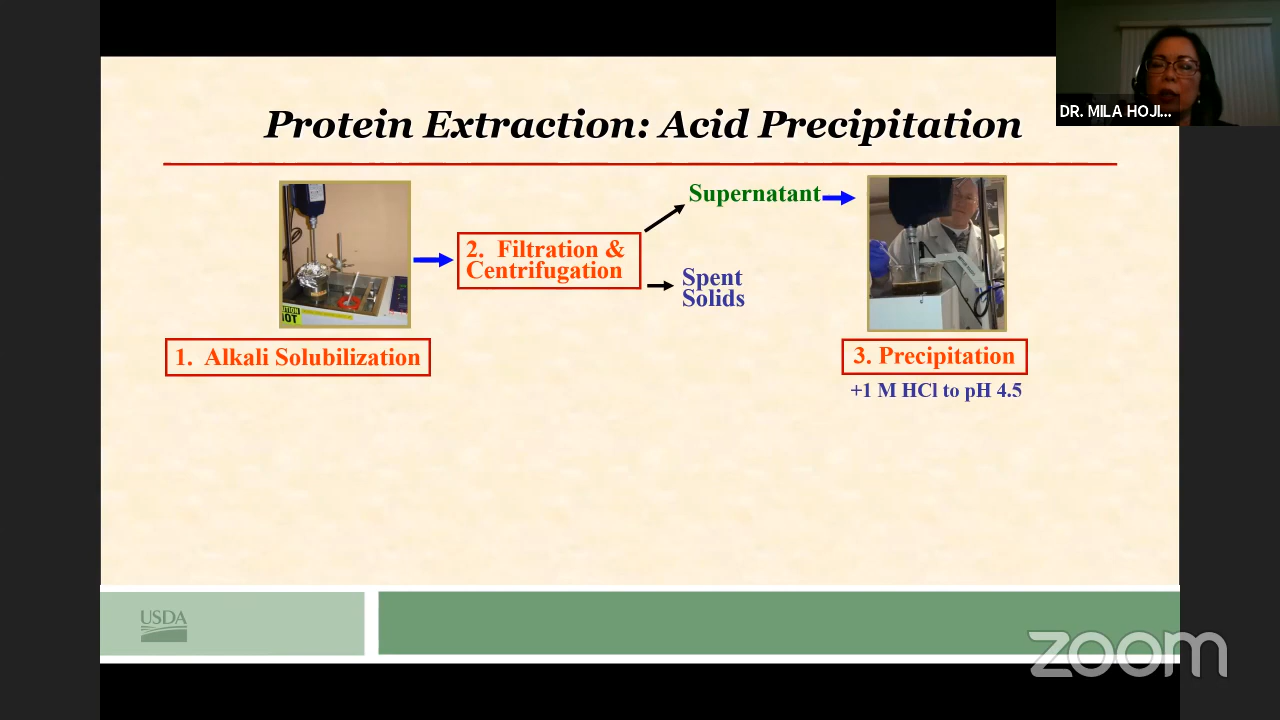 Protein Extraction: Acid Precipitation
DR. MILA HOJI...
Supernatant
2. Filtration &
Centrifugation
Spent
Solids
1. Alkali Solubilization
3. Precipitation
+1 M HCl to pH 4.5
USDA
zoom